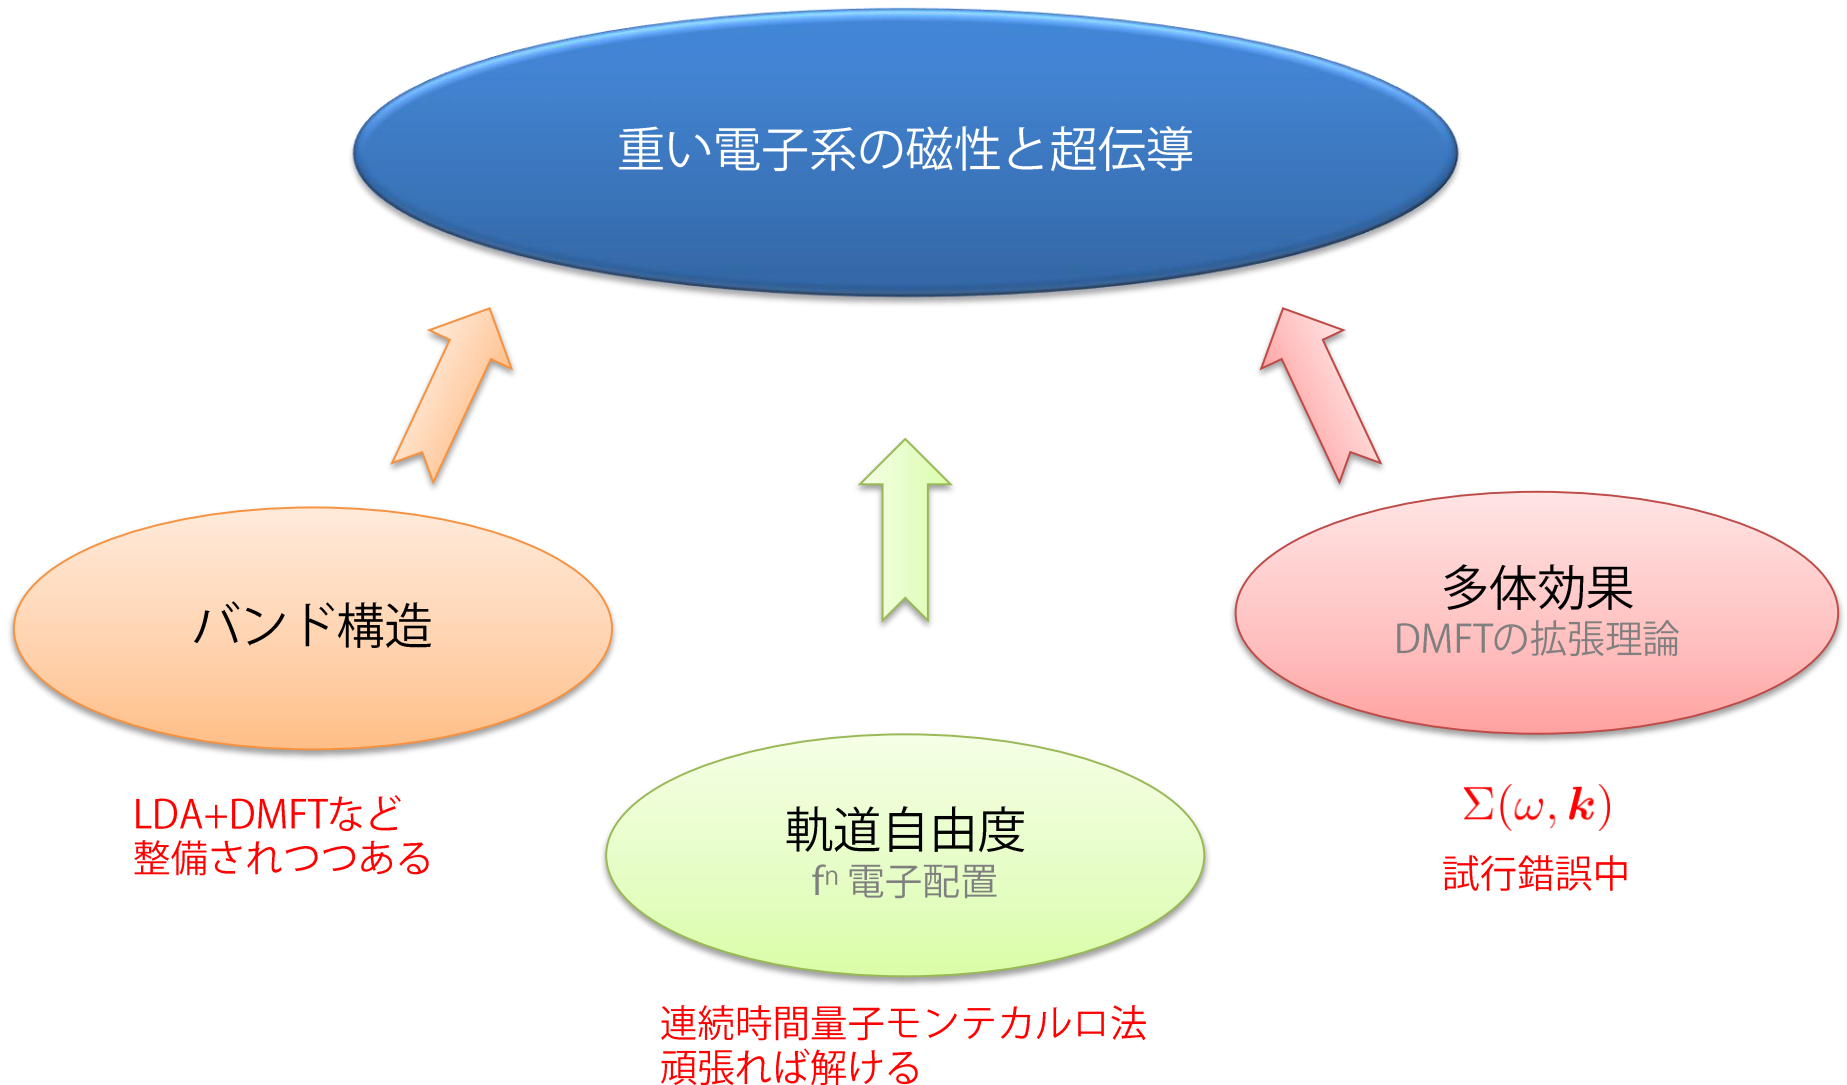 重い電子系の磁性と超伝導
バンド構造
LDA+DMFTなど
整備されつつある
軌道自由度
fⁿ 電子配置
連続時間量子モンテカルロ法
頑張れば解ける
多体効果
DMFTの拡張理論
Σ(ω, k)
試行錯誤中